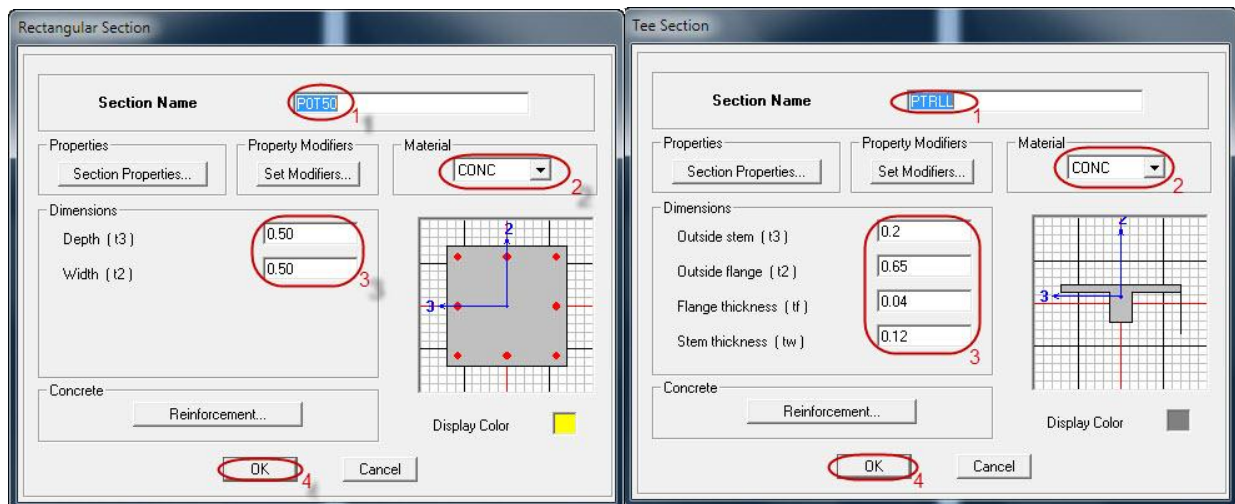 Rectangular Section
Section Name
POT50
1
Properties
Section Properties...
Property Modifiers
Set Modifiers...
Material
CONC
2
Dimensions
Depth ( t3 )
0.50
Width ( t2 )
0.50
3
2
3
Concrete
Reinforcement...
Display Color
OK
4
Cancel
Tee Section
Section Name
PTRLL
1
Properties
Section Properties...
Property Modifiers
Set Modifiers...
Material
CONC
2
Dimensions
Outside stem ( t3 )
0.2
Outside flange ( t2 )
0.65
Flange thickness ( tf )
0.04
Stem thickness ( tw )
0.12
3
2
3
Concrete
Reinforcement...
Display Color
OK
4
Cancel